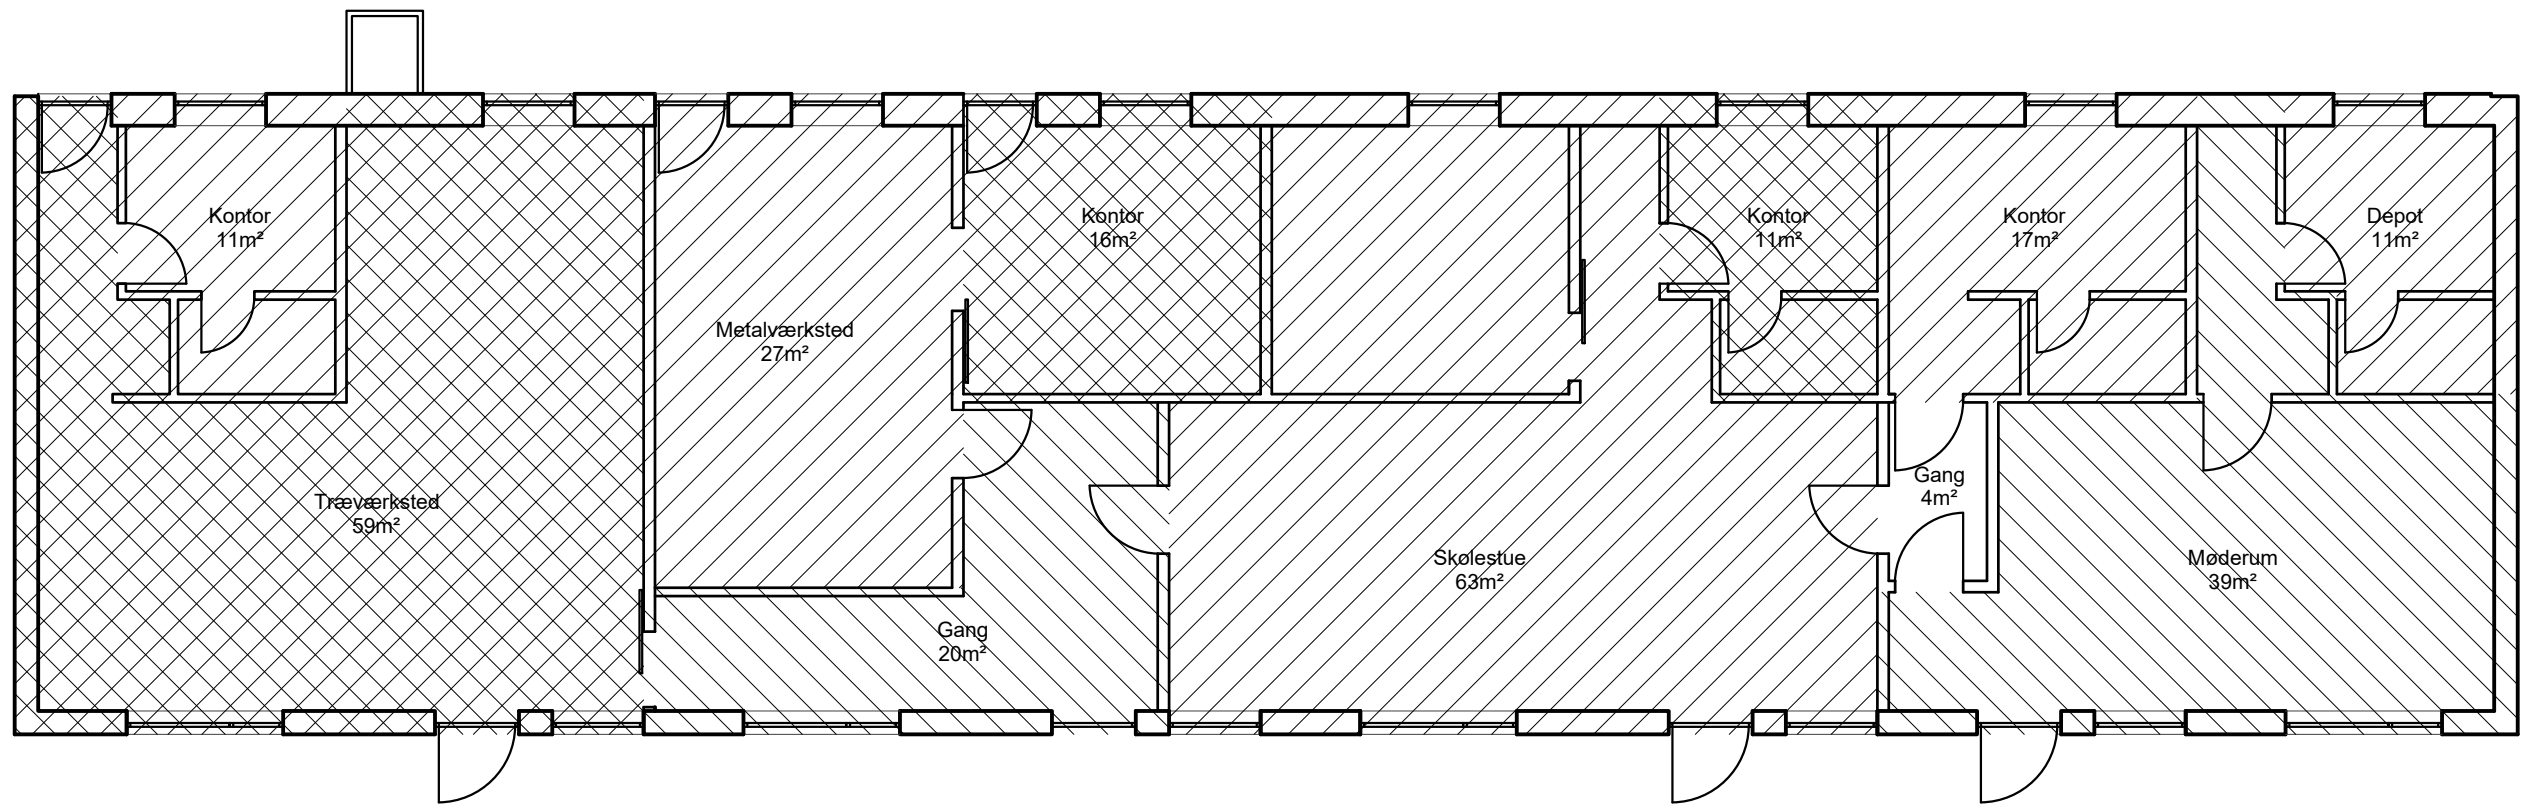 Kontor
11m²
Kontor
16m²
Kontor
11m²
Kontor
17m²
Depot
11m²
Metalværksted
27m²
Træværksted
59m²
Gang
4m²
Skolestue
63m²
Møderum
39m²
Gang
20m²